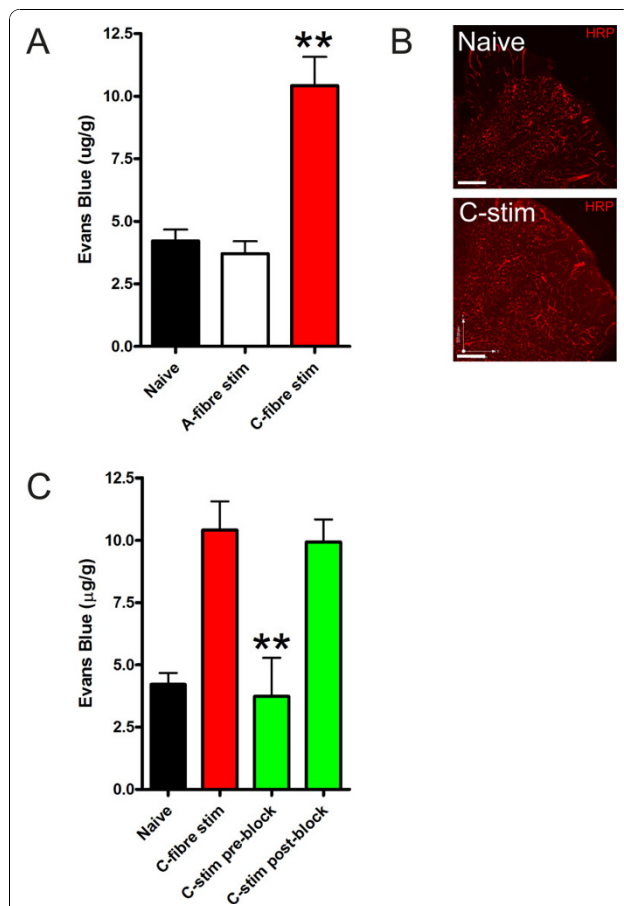 A
Evans Blue (ug/g)
12.5
10.0
7.5
5.0
2.5
0.0
**
Naive
A-fibre stim
C-fibre stim
B
Naive
HRP
C-stim
HRP
C
Evans Blue (µg/g)
12.5
10.0
7.5
5.0
2.5
0.0
**
Naive
C-fibre stim
C-stim pre-block
C-stim post-block